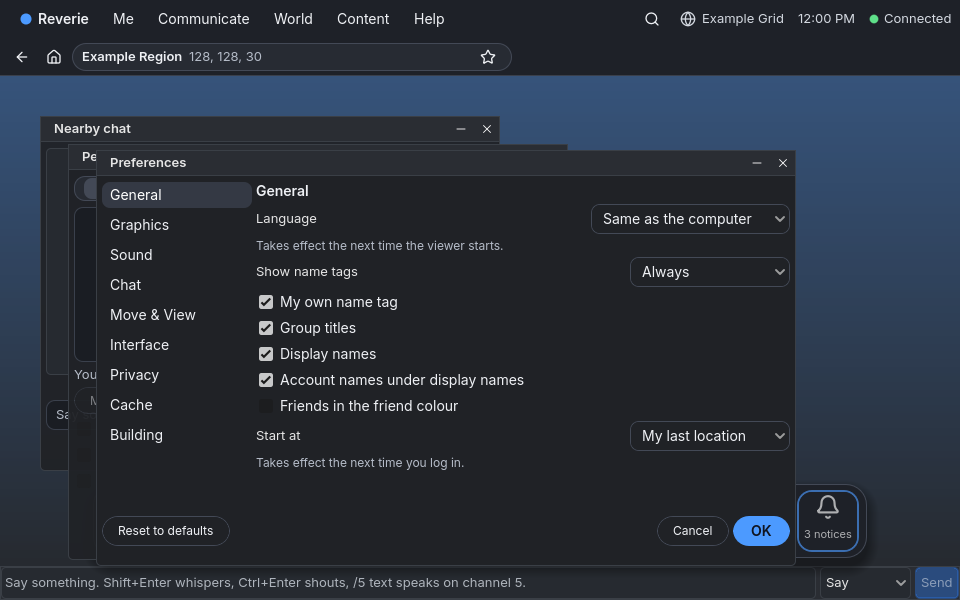 Reverie Me Communicate World Content Help Example Grid 12:00 PM Connected
Example Region 128, 128, 30
Nearby chat
Pe
Preferences
General
Graphics
Sound
Chat
Move & View
Interface
Privacy
Cache
Building
General
Language Same as the computer
Takes effect the next time the viewer starts.
Show name tags Always
My own name tag
Group titles
Display names
Account names under display names
Friends in the friend colour
Start at My last location
Takes effect the next time you log in.
You
M
Sa
Reset to defaults Cancel OK
3 notices
Say something. Shift+Enter whispers, Ctrl+Enter shouts, /5 text speaks on channel 5. Say Send